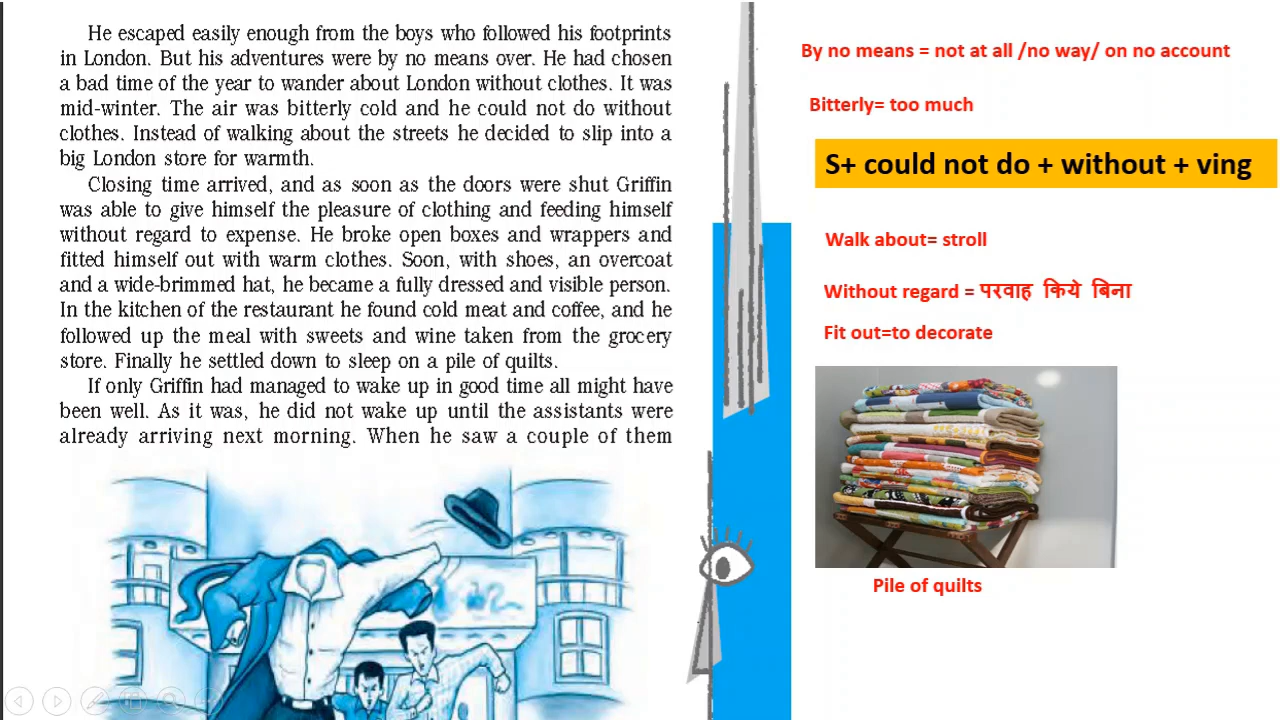 He escaped easily enough from the boys who followed his footprints
in London. But his adventures were by no means over. He had chosen
a bad time of the year to wander about London without clothes. It was
mid-winter. The air was bitterly cold and he could not do without
clothes. Instead of walking about the streets he decided to slip into a
big London store for warmth.
Closing time arrived, and as soon as the doors were shut Griffin
was able to give himself the pleasure of clothing and feeding himself
without regard to expense. He broke open boxes and wrappers and
fitted himself out with warm clothes. Soon, with shoes, an overcoat
and a wide-brimmed hat, he became a fully dressed and visible person.
In the kitchen of the restaurant he found cold meat and coffee, and he
followed up the meal with sweets and wine taken from the grocery
store. Finally he settled down to sleep on a pile of quilts.
If only Griffin had managed to wake up in good time all might have
been well. As it was, he did not wake up until the assistants were
already arriving next morning. When he saw a couple of them
By no means = not at all /no way/ on no account
Bitterly= too much
S+ could not do + without + ving
Walk about= stroll
Without regard = परवाह किये बिना
Fit out=to decorate
Pile of quilts